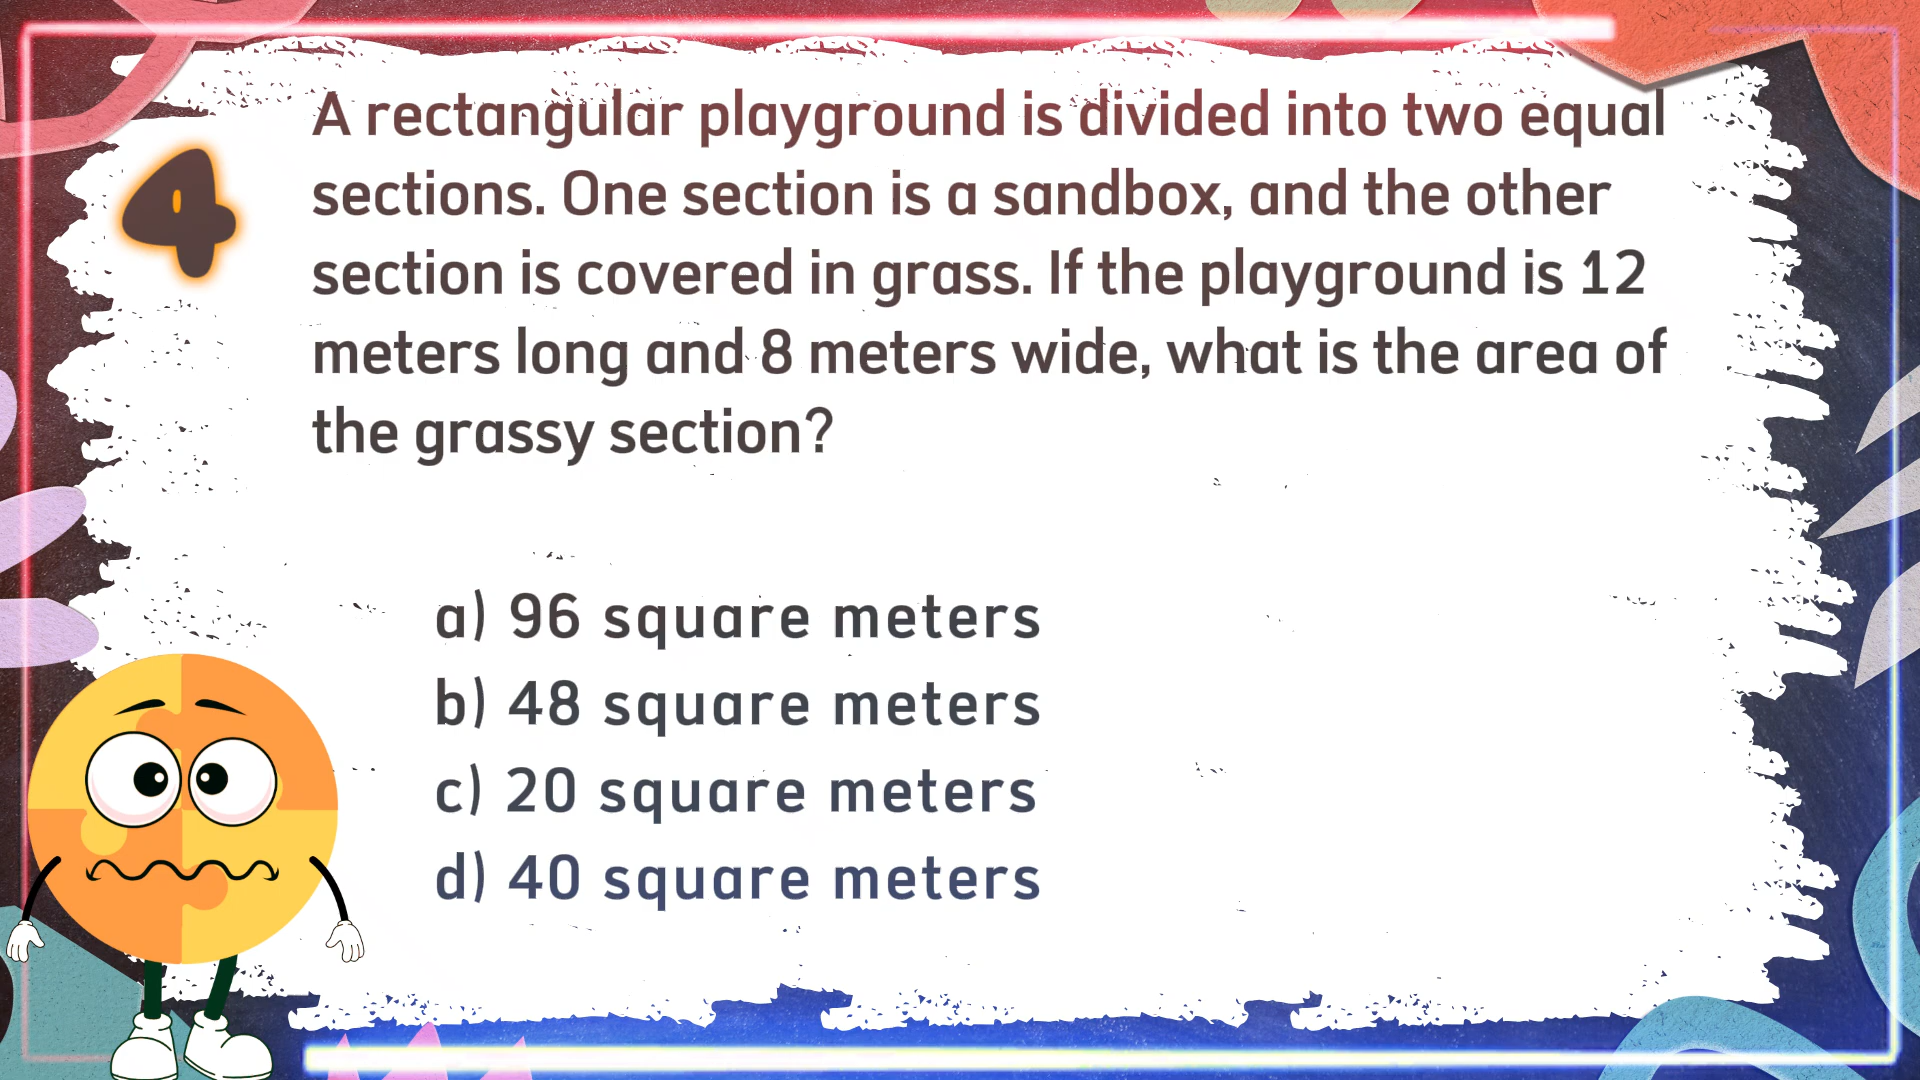 4
A rectangular playground is divided into two equal
sections. One section is a sandbox, and the other
section is covered in grass. If the playground is 12
meters long and 8 meters wide, what is the area of
the grassy section?
a) 96 square meters
b) 48 square meters
c) 20 square meters
d) 40 square meters